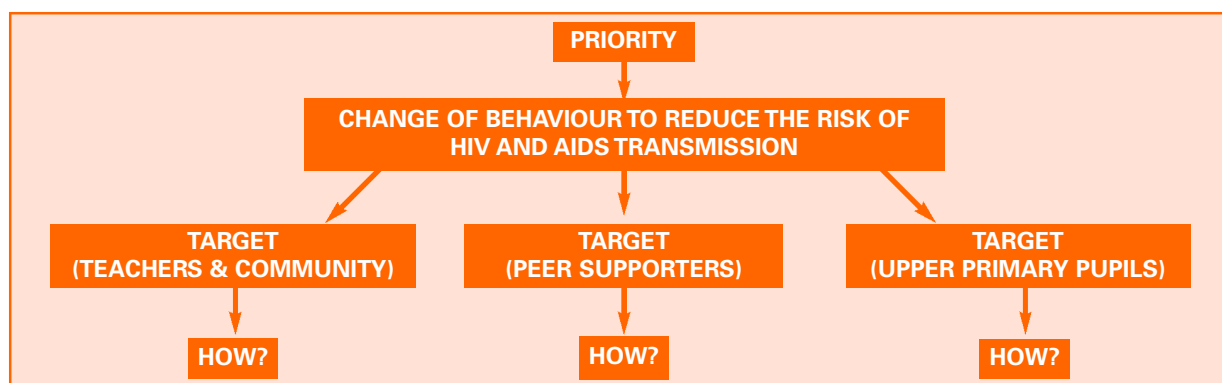 PRIORITY
CHANGE OF BEHAVIOUR TO REDUCE THE RISK OF
HIV AND AIDS TRANSMISSION
TARGET
(TEACHERS & COMMUNITY)
TARGET
(PEER SUPPORTERS)
TARGET
(UPPER PRIMARY PUPILS)
HOW?
HOW?
HOW?